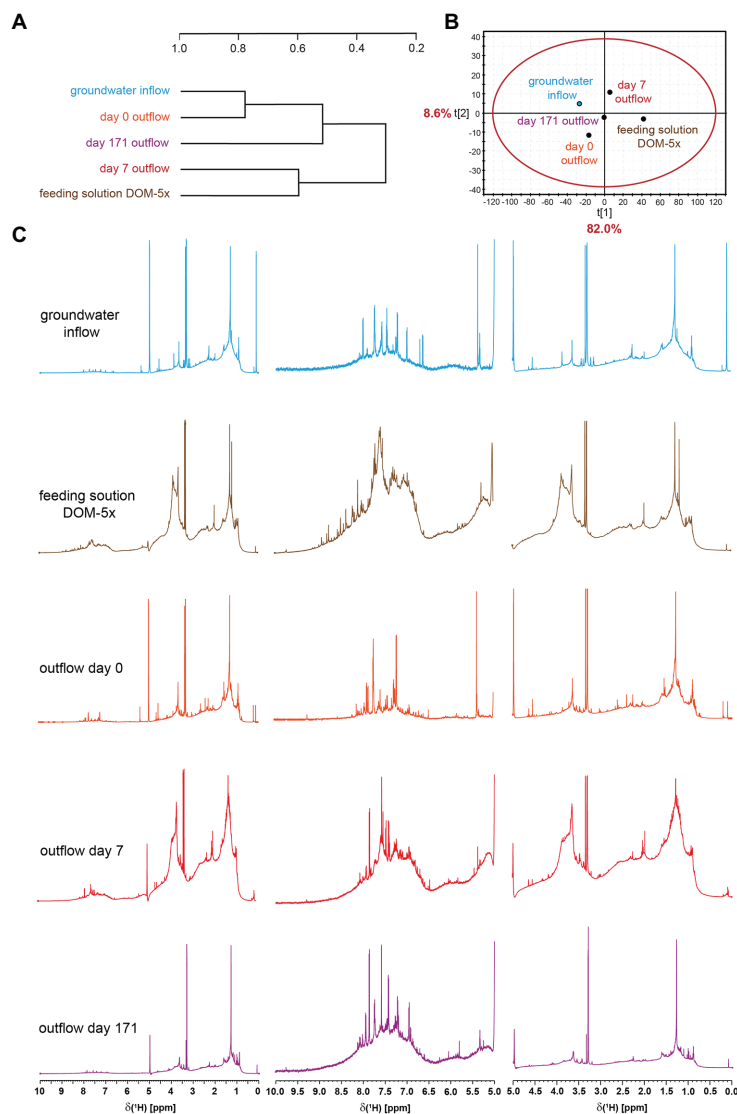 A
1.0 0.8 0.6 0.4 0.2
groundwater inflow
day 0 outflow
day 171 outflow
day 7 outflow
feeding solution DOM-5x
B
40
30
20
10
0
-10
-20
-30
-40
8.6% t[2]
groundwater
inflow
day 7
outflow
day 171 outflow
feeding solution
DOM-5x
day 0
outflow
-120 -100 -80 -60 -40 -20 0 20 40 60 80 100 120
t[1]
82.0%
C
groundwater
inflow
feeding soution
DOM-5x
outflow day 0
outflow day 7
outflow day 171
10 9 8 7 6 5 4 3 2 1 0
10.0 9.5 9.0 8.5 8.0 7.5 7.0 6.5 6.0 5.5 5.0
5.0 4.5 4.0 3.5 3.0 2.5 2.0 1.5 1.0 0.5 0.0
δ(¹H) [ppm]
δ(¹H) [ppm]
δ(¹H) [ppm]